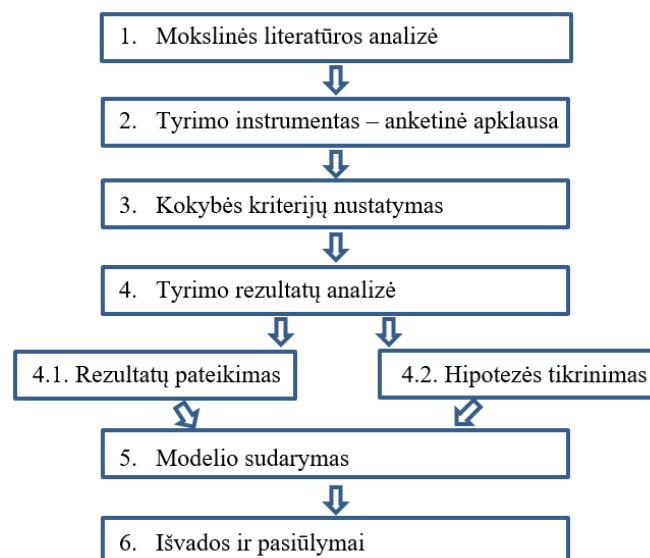 1. Mokslinės literatūros analizė
2. Tyrimo instrumentas – anketinė apklausa
3. Kokybės kriterijų nustatymas
4. Tyrimo rezultatų analizė
4.1. Rezultatų pateikimas
4.2. Hipotezės tikrinimas
5. Modelio sudarymas
6. Išvados ir pasiūlymai